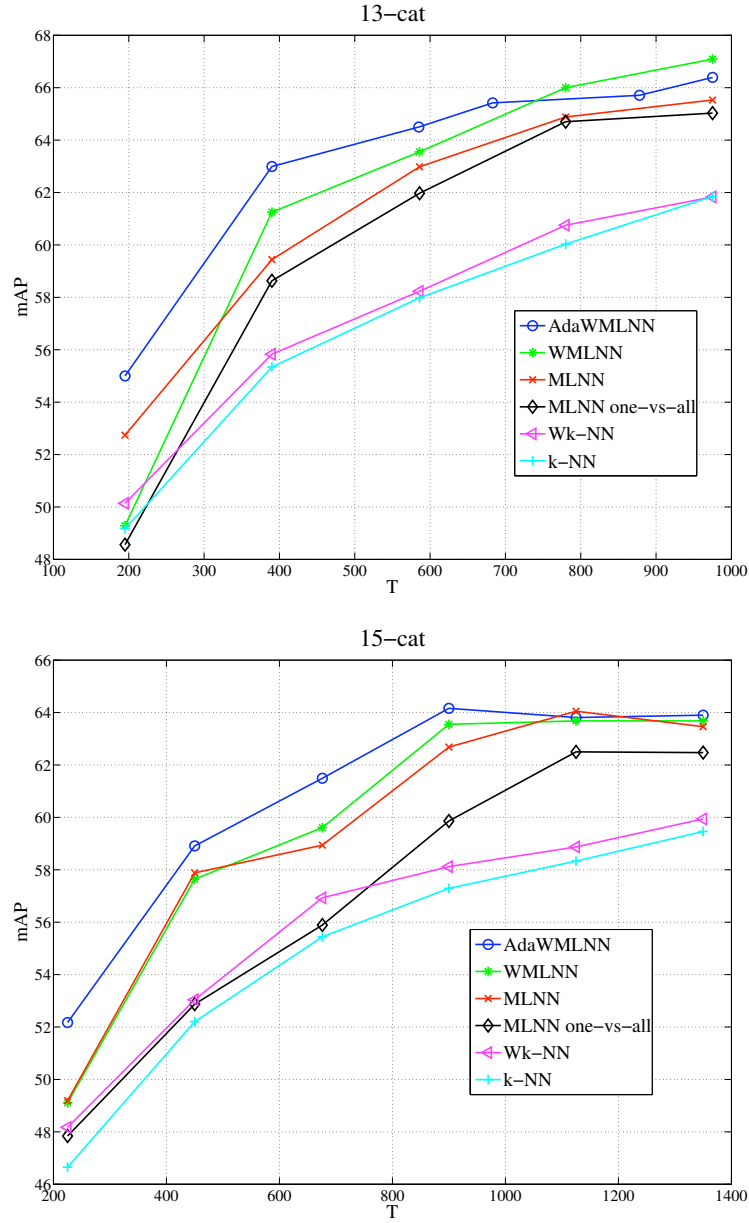 13−cat
68
66
64
62
60
58
56
54
52
50
48
mAP
AdaWMLNN
WMLNN
MLNN
MLNN one−vs−all
Wk−NN
k−NN
100 200 300 400 500 600 700 800 900 1000
T
15−cat
66
64
62
60
58
56
54
52
50
48
46
mAP
AdaWMLNN
WMLNN
MLNN
MLNN one−vs−all
Wk−NN
k−NN
200 400 600 800 1000 1200 1400
T